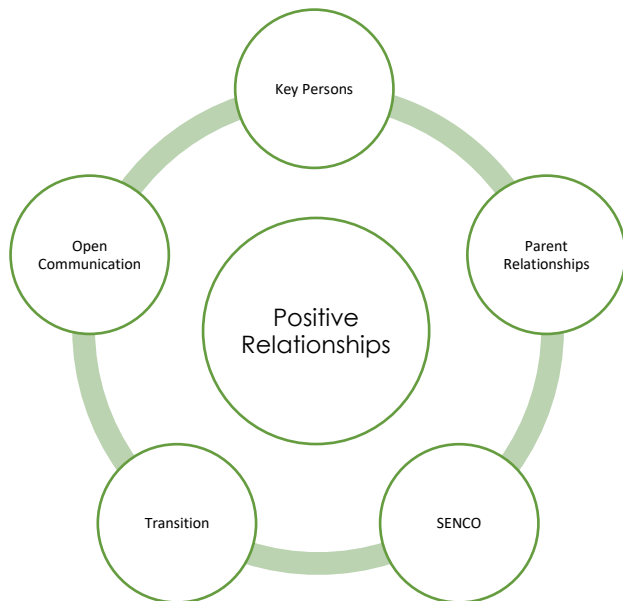 Key Persons
Open
Communication
Parent
Relationships
Positive
Relationships
Transition
SENCO